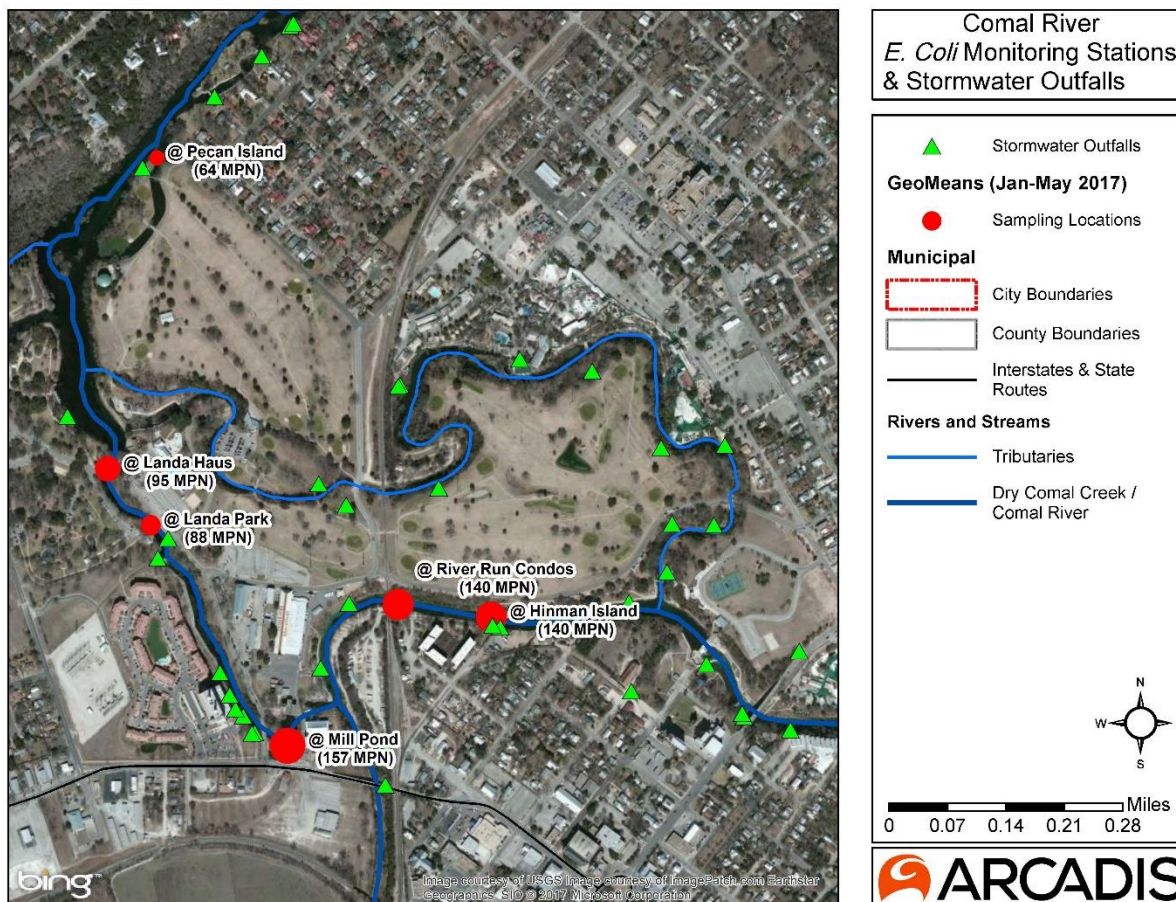 @ Pecan Island
(64 MPN)
@ Landa Haus
(95 MPN)
@ Landa Park
(88 MPN)
@ River Run Condos
(140 MPN)
@ Hinman Island
(140 MPN)
@ Mill Pond
(157 MPN)
bing™
Image courtesy of USGS Image courtesy of ImagePatch.com Earthstar
Geographics SIO © 2017 Microsoft Corporation
Comal River
E. Coli Monitoring Stations
& Stormwater Outfalls
Stormwater Outfalls
GeoMeans (Jan-May 2017)
Sampling Locations
Municipal
City Boundaries
County Boundaries
Interstates & State
Routes
Rivers and Streams
Tributaries
Dry Comal Creek /
Comal River
N
W E
S
Miles
0 0.07 0.14 0.21 0.28
ARCADIS